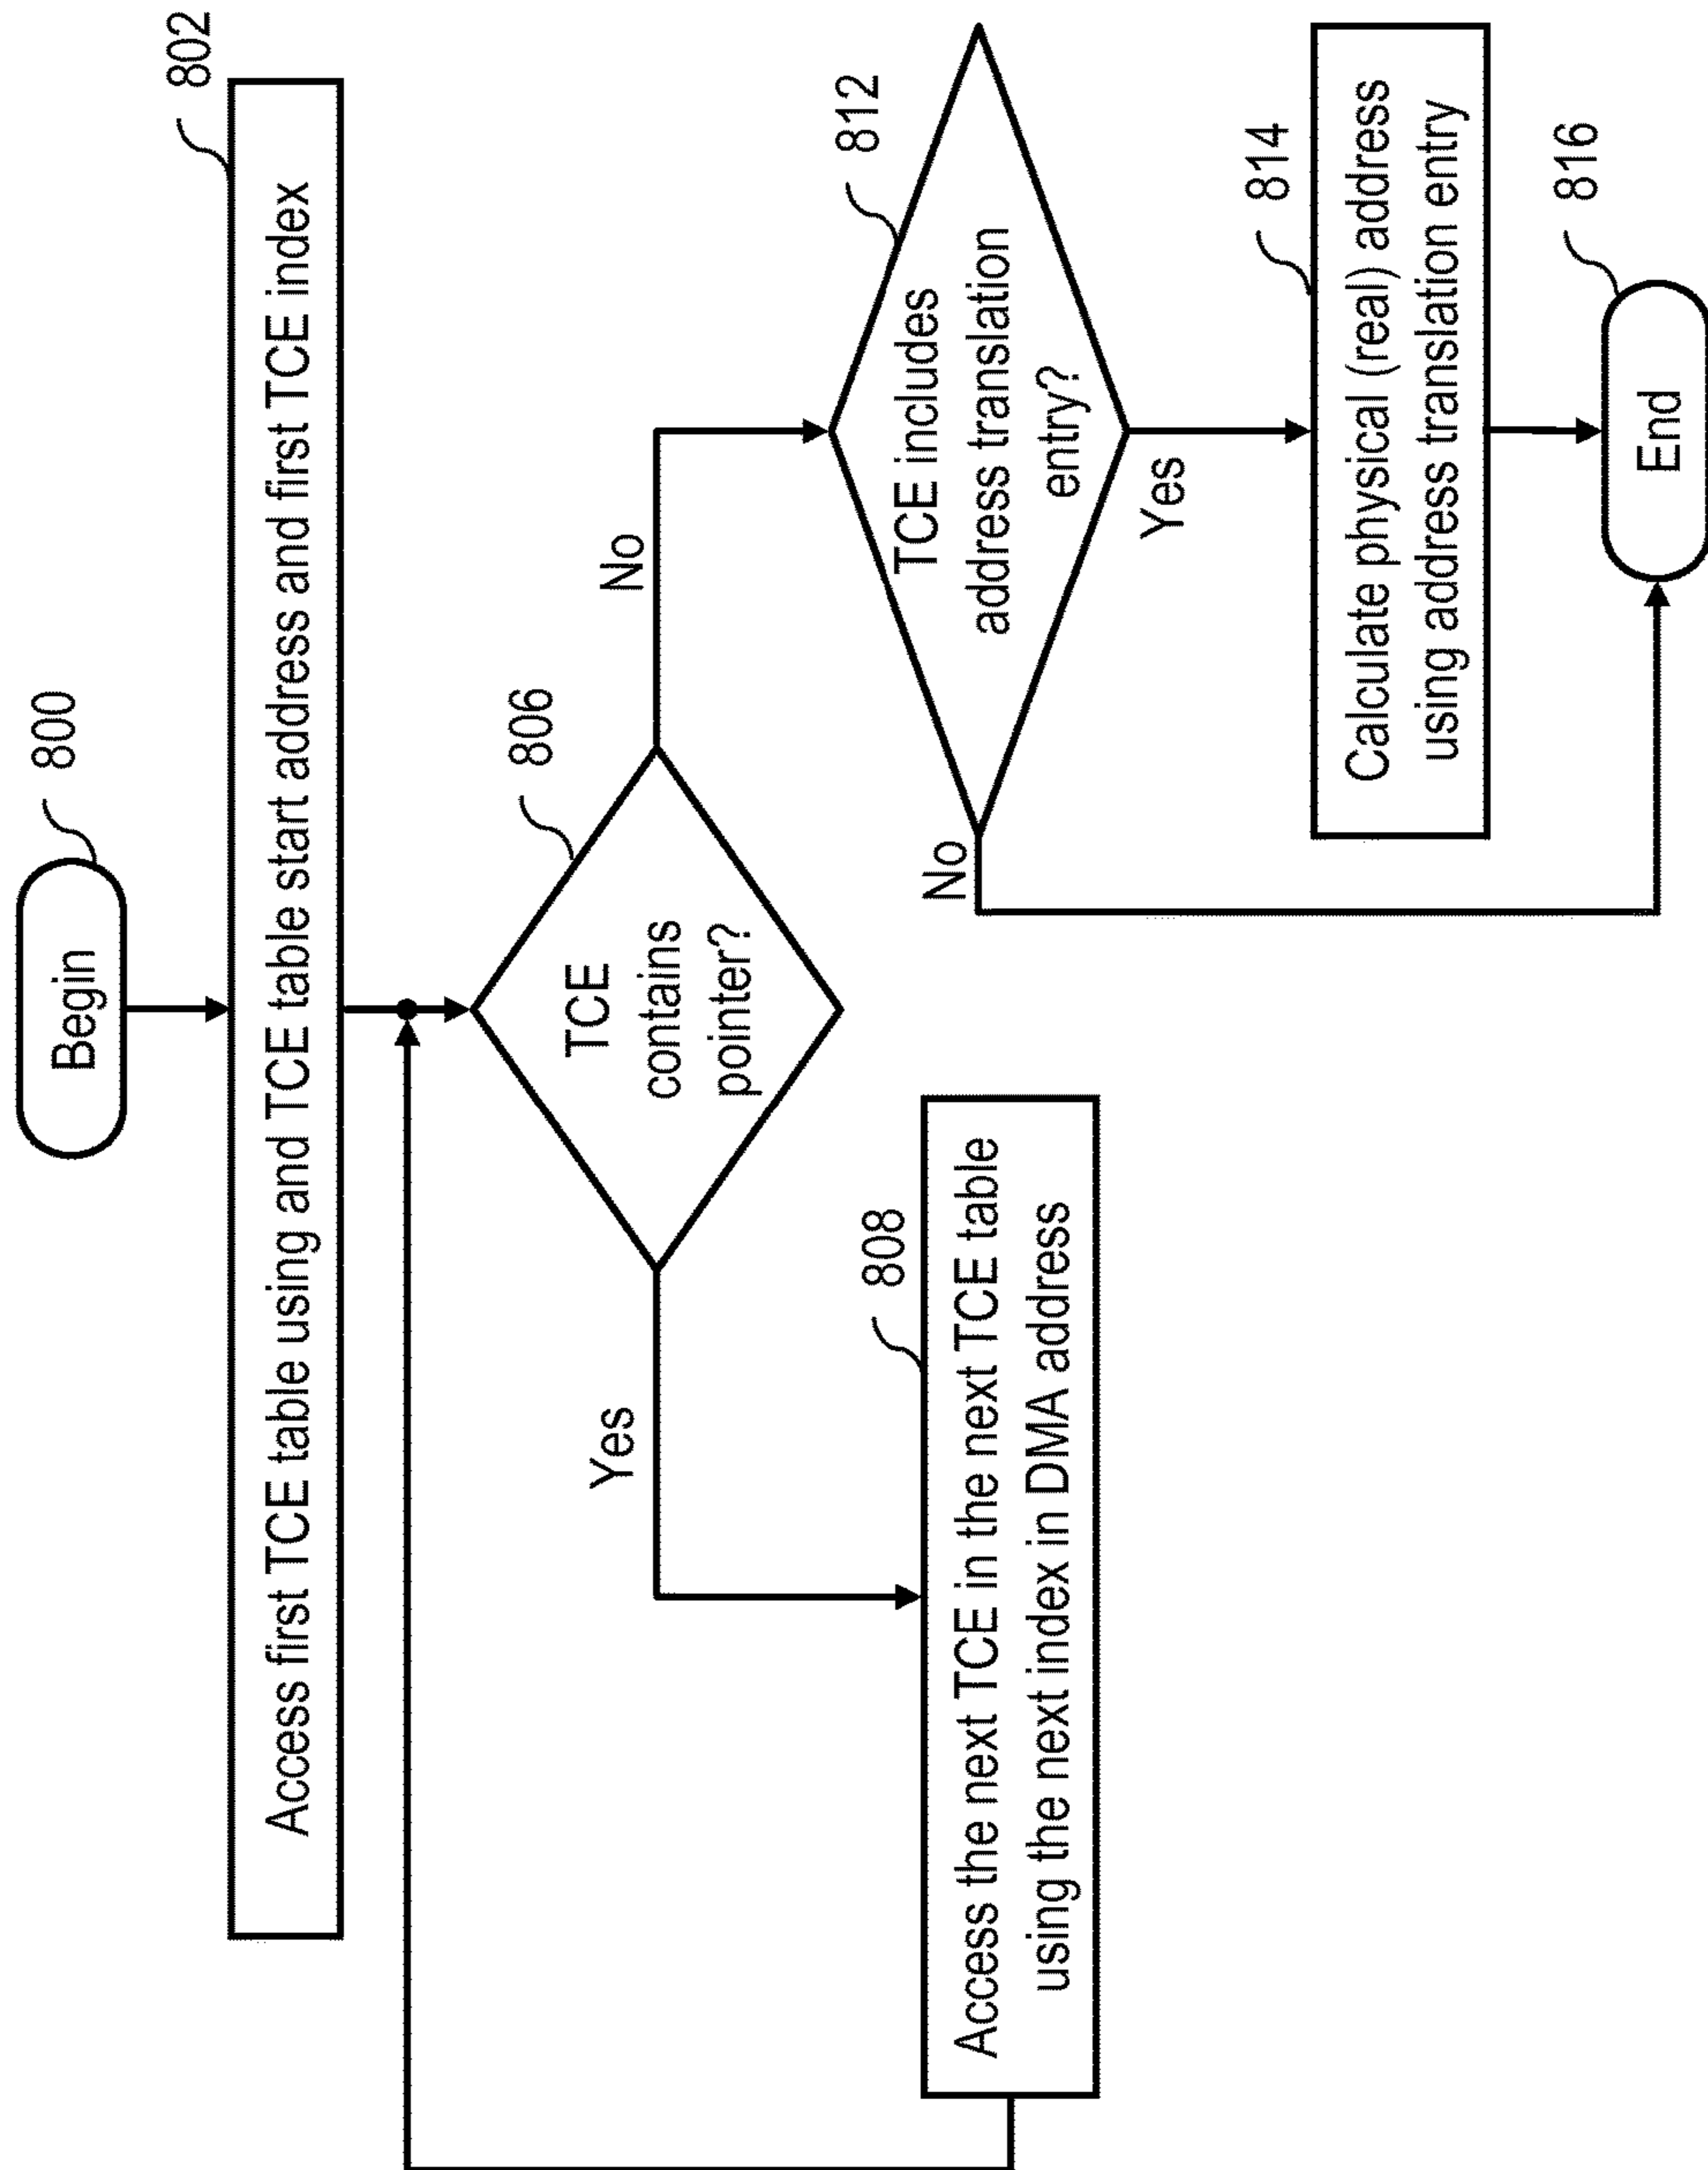 Begin
800
802
Access first TCE table using and TCE table start address and first TCE index
806
TCE
contains
pointer?
Yes
No
808
Access the next TCE in the next TCE table
using the next index in DMA address
812
TCE includes
address translation
entry?
No
Yes
814
Calculate physical (real) address
using address translation entry
816
End